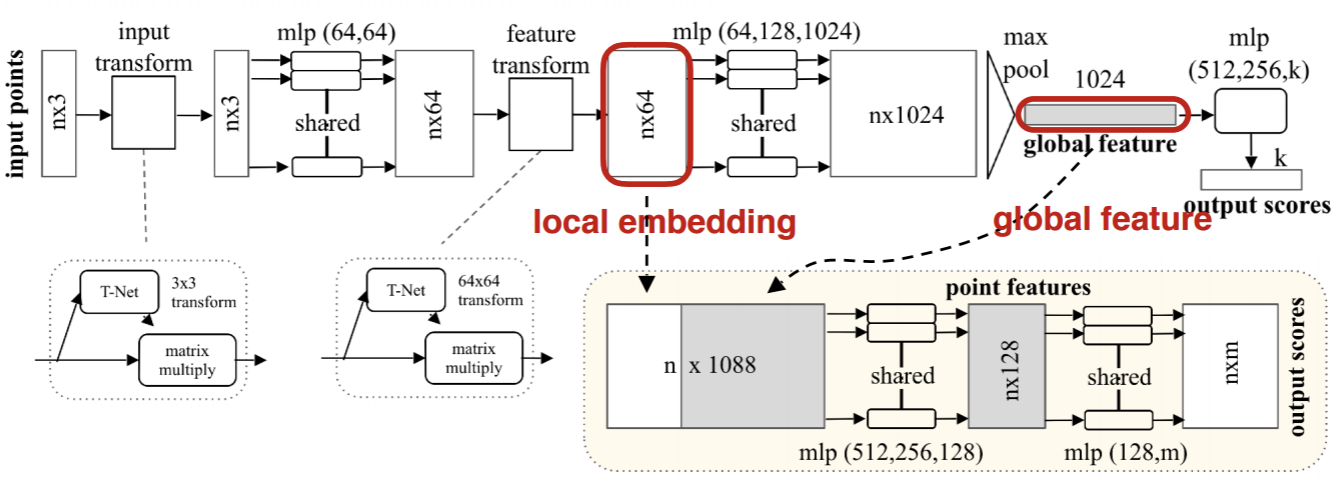 input points
nx3
input
transform
nx3
mlp (64,64)
shared
nx64
feature
transform
nx64
mlp (64,128,1024)
shared
nx1024
max
pool
1024
global feature
mlp
(512,256,k)
k
output scores
local embedding
global feature
T-Net
3x3
transform
matrix
multiply
T-Net
64x64
transform
matrix
multiply
point features
n x 1088
shared
mlp (512,256,128)
nx128
shared
mlp (128,m)
nxm
output scores